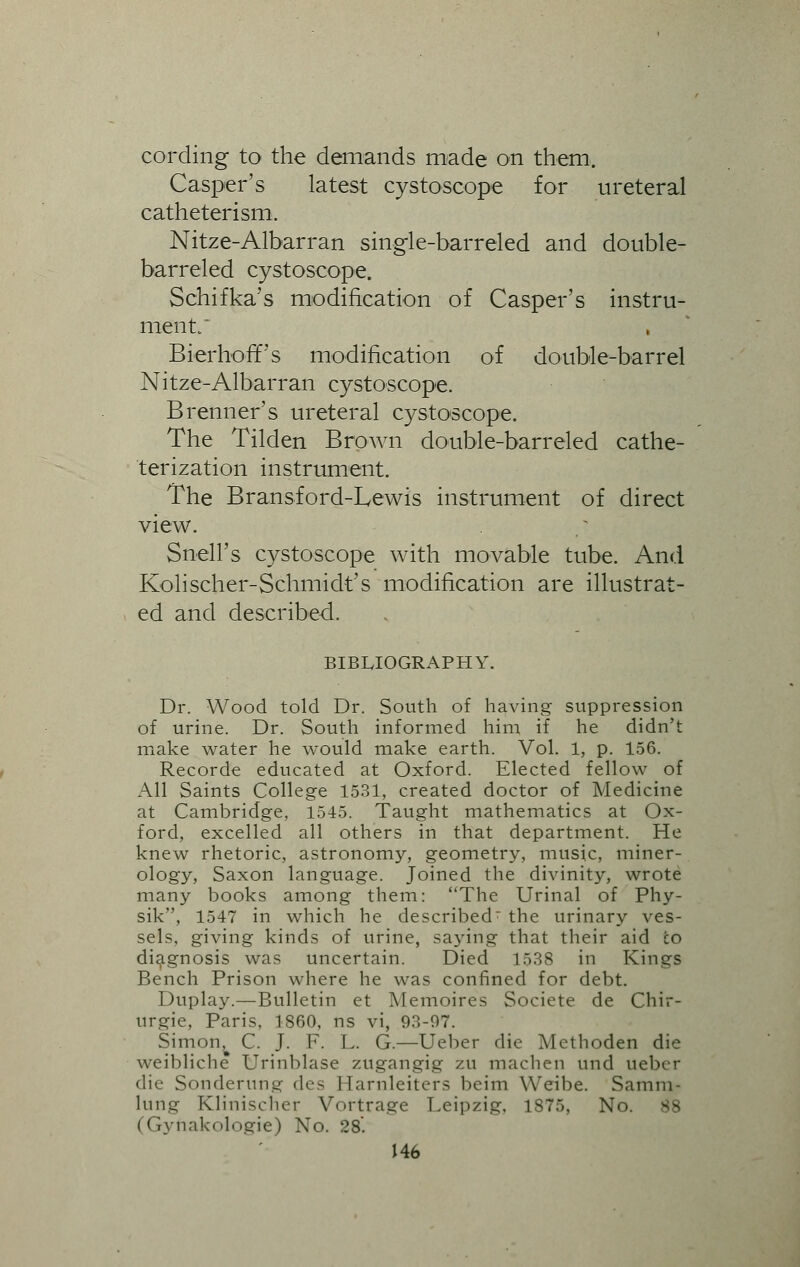 cording to the demands made on them.
Casper's latest cystoscope for ureteral
catheterism.
Nitze-Albarran single-barreled and double-
barreled cystoscope.
Schifka's modification of Casper's instru-
ment.
Bierhoff's modification of double-barrel
Nitze-Albarran cystoscope.
Brenner's ureteral cystoscope.
The Tilden Brown double-barreled cathe-
terization instrument.
The Bransford-Lewis instrument of direct
view.
Snell's cystoscope with movable tube. And
Kolischer-Schmidt's modification are illustrat-
ed and described.
BIBLIOGRAPHY.
Dr. Wood told Dr. South of having suppression
of urine. Dr. South informed him if he didn't
make water he would make earth. Vol. 1, p. 156.
Recorde educated at Oxford. Elected fellow of
All Saints College 1531, created doctor of Medicine
at Cambridge, 1545. Taught mathematics at Ox-
ford, excelled all others in that department. He
knew rhetoric, astronomy, geometry, music, miner-
ology, Saxon language. Joined the divinity, wrote
many books among them: "The Urinal of Phy-
sik", 1547 in which he described the urinary ves-
sels, giving kinds of urine, saying that their aid to
diagnosis was uncertain. Died 1538 in Kings
Bench Prison where he was confined for debt.
Duplay.—Bulletin et Memoires Societe de Chir-
urgie, Paris, 1860, ns vi, 93-97.
Simon, C. J. F. L. G.—Ueber die Methoden die
weibliche Urinblase zugangig zu machen und ueber
die Sonderung des Harnleiters beim Weibe. Samm-
lung Klinischer Vortrage Leipzig, 1875, No. 88
(Gynakologie) No. 28.
146